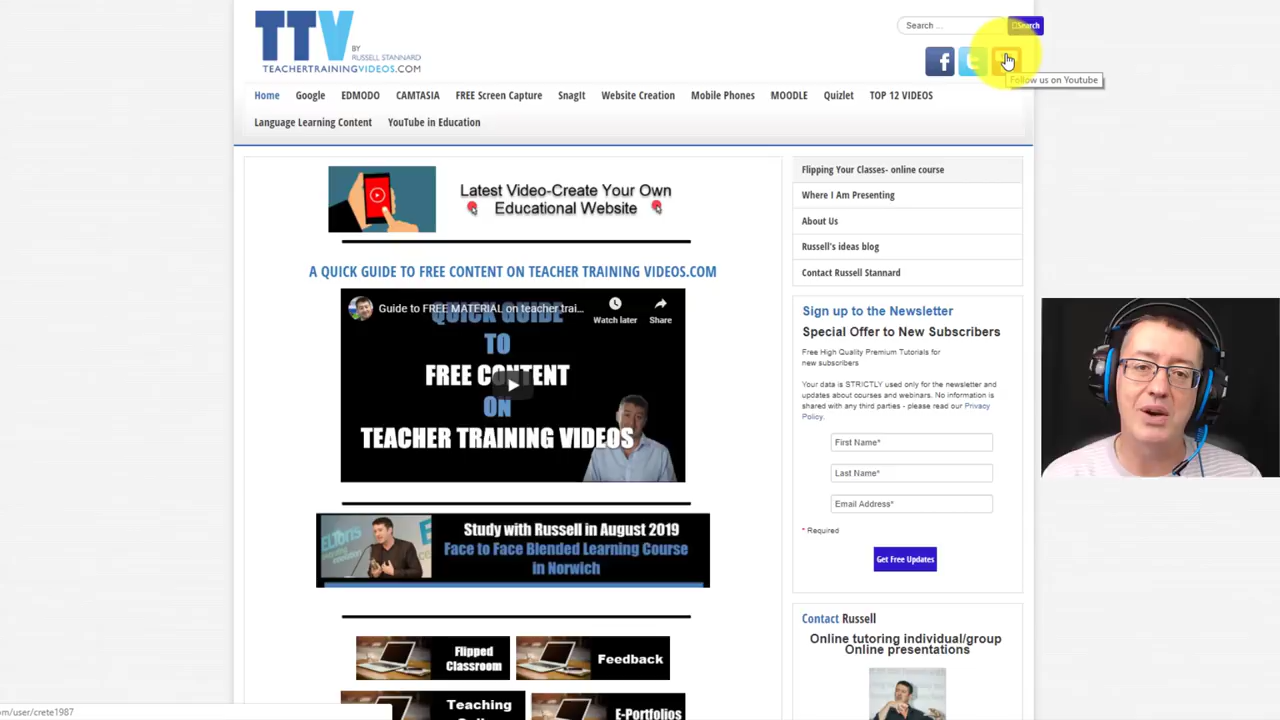 TTV
BY
RUSSELL STANNARD
TEACHERTRAININGVIDEOS.COM
Search ...
Search
Follow us on Youtube
Home Google EDMODO CAMTASIA FREE Screen Capture SnagIt Website Creation Mobile Phones MOODLE Quizlet TOP 12 VIDEOS
Language Learning Content YouTube in Education
Latest Video-Create Your Own
Educational Website
A QUICK GUIDE TO FREE CONTENT ON TEACHER TRAINING VIDEOS.COM
Guide to FREE MATERIAL on teacher trai...
Watch later
Share
QUICK GUIDE
TO
FREE CONTENT
ON
TEACHER TRAINING VIDEOS
Study with Russell in August 2019
Face to Face Blended Learning Course
in Norwich
Flipped
Classroom
Feedback
Teaching
E-Portfolios
Flipping Your Classes- online course
Where I Am Presenting
About Us
Russell's ideas blog
Contact Russell Stannard
Sign up to the Newsletter
Special Offer to New Subscribers
Free High Quality Premium Tutorials for
new subscribers
Your data is STRICTLY used only for the newsletter and
updates about courses and webinars. No information is
shared with any third parties - please read our Privacy
Policy.
First Name*
Last Name*
Email Address*
* Required
Get Free Updates
Contact Russell
Online tutoring individual/group
Online presentations
om/user/crete1987